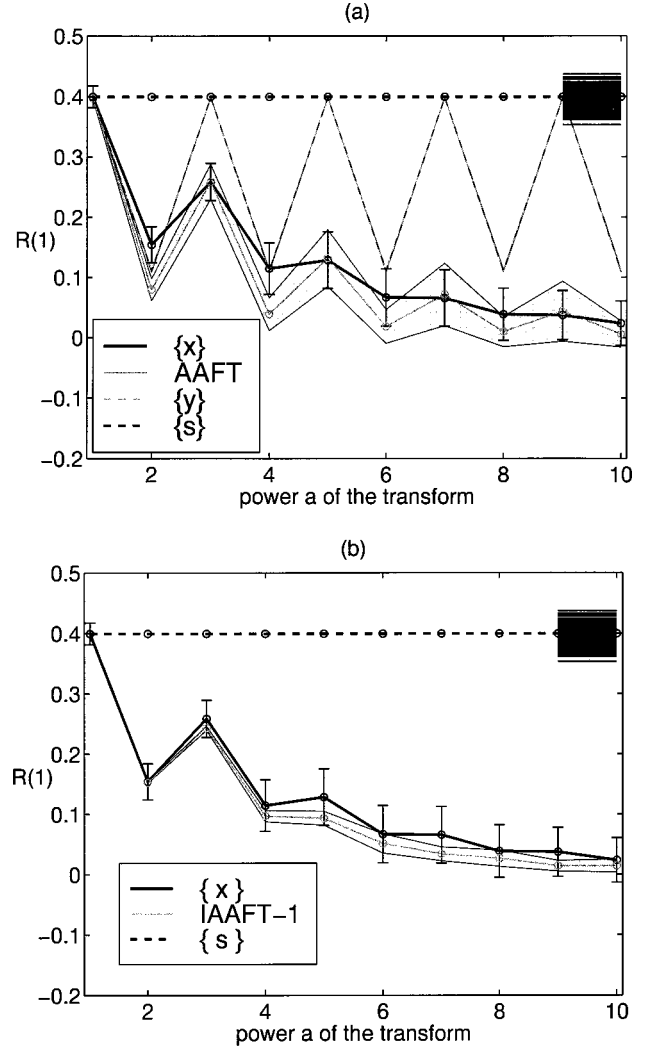 (a)
0.5
0.4
0.3
0.2
R(1)
0.1
0
−0.1
−0.2
{x}
AAFT
{y}
{s}
2
4
6
8
10
power a of the transform
(b)
0.5
0.4
0.3
0.2
R(1)
0.1
0
−0.1
−0.2
{ x }
IAAFT−1
{ s }
2
4
6
8
10
power a of the transform